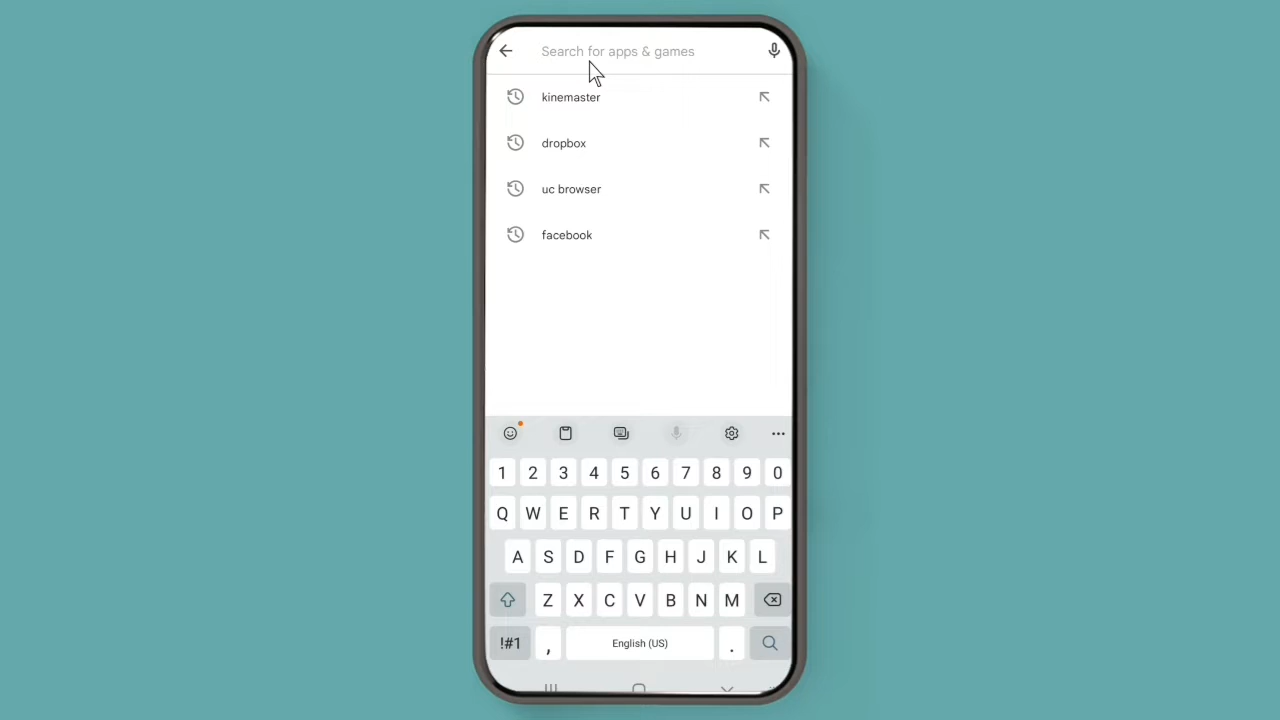 Search for apps & games
kinemaster
dropbox
uc browser
facebook
1 2 3 4 5 6 7 8 9 0
Q W E R T Y U I O P
A S D F G H J K L
Z X C V B N M
!#1 , English (US) .